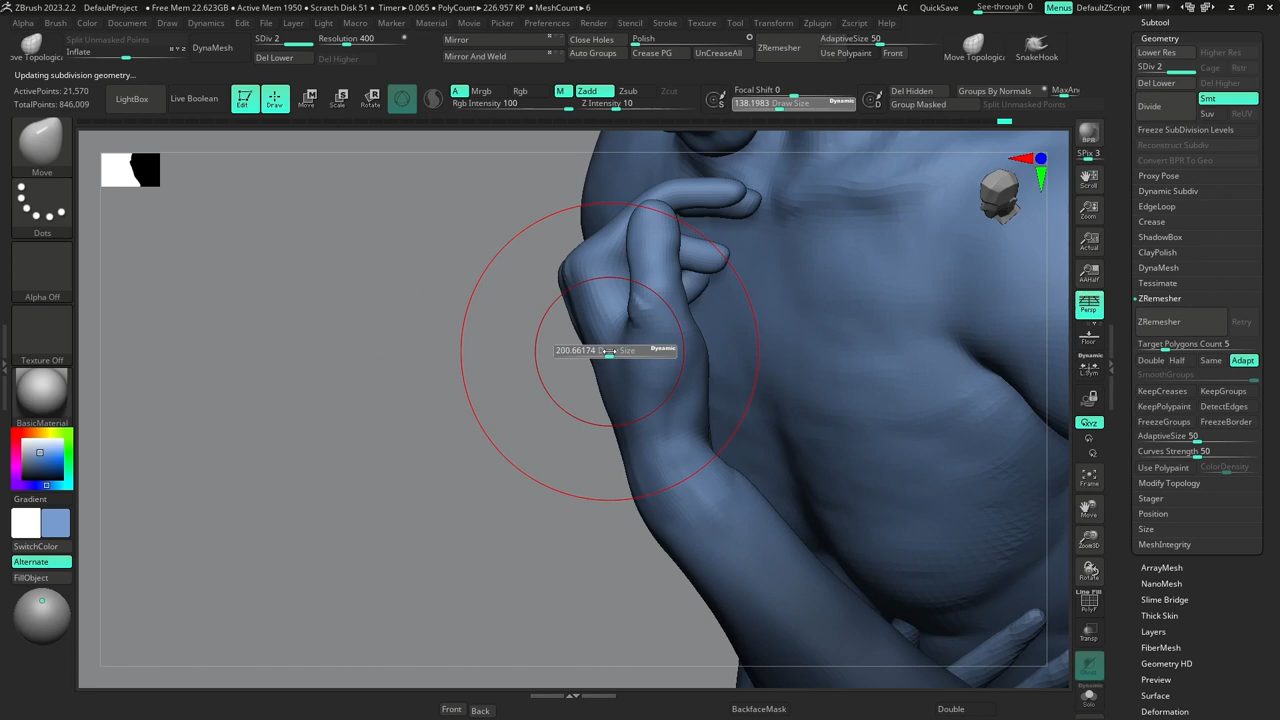 ZBrush 2023.2.2 DefaultProject • Free Mem 22.623GB • Active Mem 1950 • Scratch Disk 51 • Timer▶0.065 • PolyCount▶226.957 KP • MeshCount▶6 AC QuickSave See-through 0 Menus DefaultZScript
Alpha Brush Color Document Draw Dynamics Edit File Layer Light Macro Marker Material Movie Picker Preferences Render Stencil Stroke Texture Tool Transform Zplugin Zscript Help
Split Unmasked Points
Inflate
DynaMesh
SDiv 2
Resolution 400
Del Lower
Del Higher
Mirror
Mirror And Weld
Close Holes
Auto Groups
Polish
Crease PG
UnCreaseAll
ZRemesher
AdaptiveSize 50
Use Polypaint
Front
ove Topologic
Move Topologica
SnakeHook
Updating subdivision geometry...
ActivePoints: 21,570
TotalPoints: 846,009
LightBox
Live Boolean
Edit
Draw
Move
Scale
Rotate
A
Mrgb
Rgb
M
Zadd
Zsub
Zcut
Rgb Intensity 100
Z Intensity 10
S
Focal Shift 0
138.1983 Draw Size
Dynamic
D
Del Hidden
Groups By Normals
MaxAn
Group Masked
Split Unmasked Points
Move
Dots
Alpha Off
Texture Off
BasicMaterial
Gradient
SwitchColor
Alternate
FillObject
200.66174 Draw Size
Dynamic
BPR
SPix 3
Scroll
Zoom
Actual
AAHalf
Persp
Floor
Dynamic
L.Sym
XYZ
Frame
Move
Zoom3D
Rotate
Line Fill
PolyF
Transp
Dynamic
Solo
Subtool
Geometry
Lower Res
Higher Res
SDiv 2
Cage
Rstr
Del Lower
Del Higher
Divide
Smt
Suv
ReUV
Freeze SubDivision Levels
Reconstruct Subdiv
Convert BPR To Geo
Proxy Pose
Dynamic Subdiv
EdgeLoop
Crease
ShadowBox
ClayPolish
DynaMesh
Tessimate
ZRemesher
ZRemesher
Retry
Target Polygons Count 5
Double
Half
Same
Adapt
SmoothGroups
KeepCreases
KeepGroups
KeepPolypaint
DetectEdges
FreezeGroups
FreezeBorder
AdaptiveSize 50
Curves Strength 50
Use Polypaint
ColorDensity
Modify Topology
Stager
Position
Size
MeshIntegrity
ArrayMesh
NanoMesh
Slime Bridge
Thick Skin
Layers
FiberMesh
Geometry HD
Preview
Surface
Deformation
Front
Back
BackfaceMask
Double